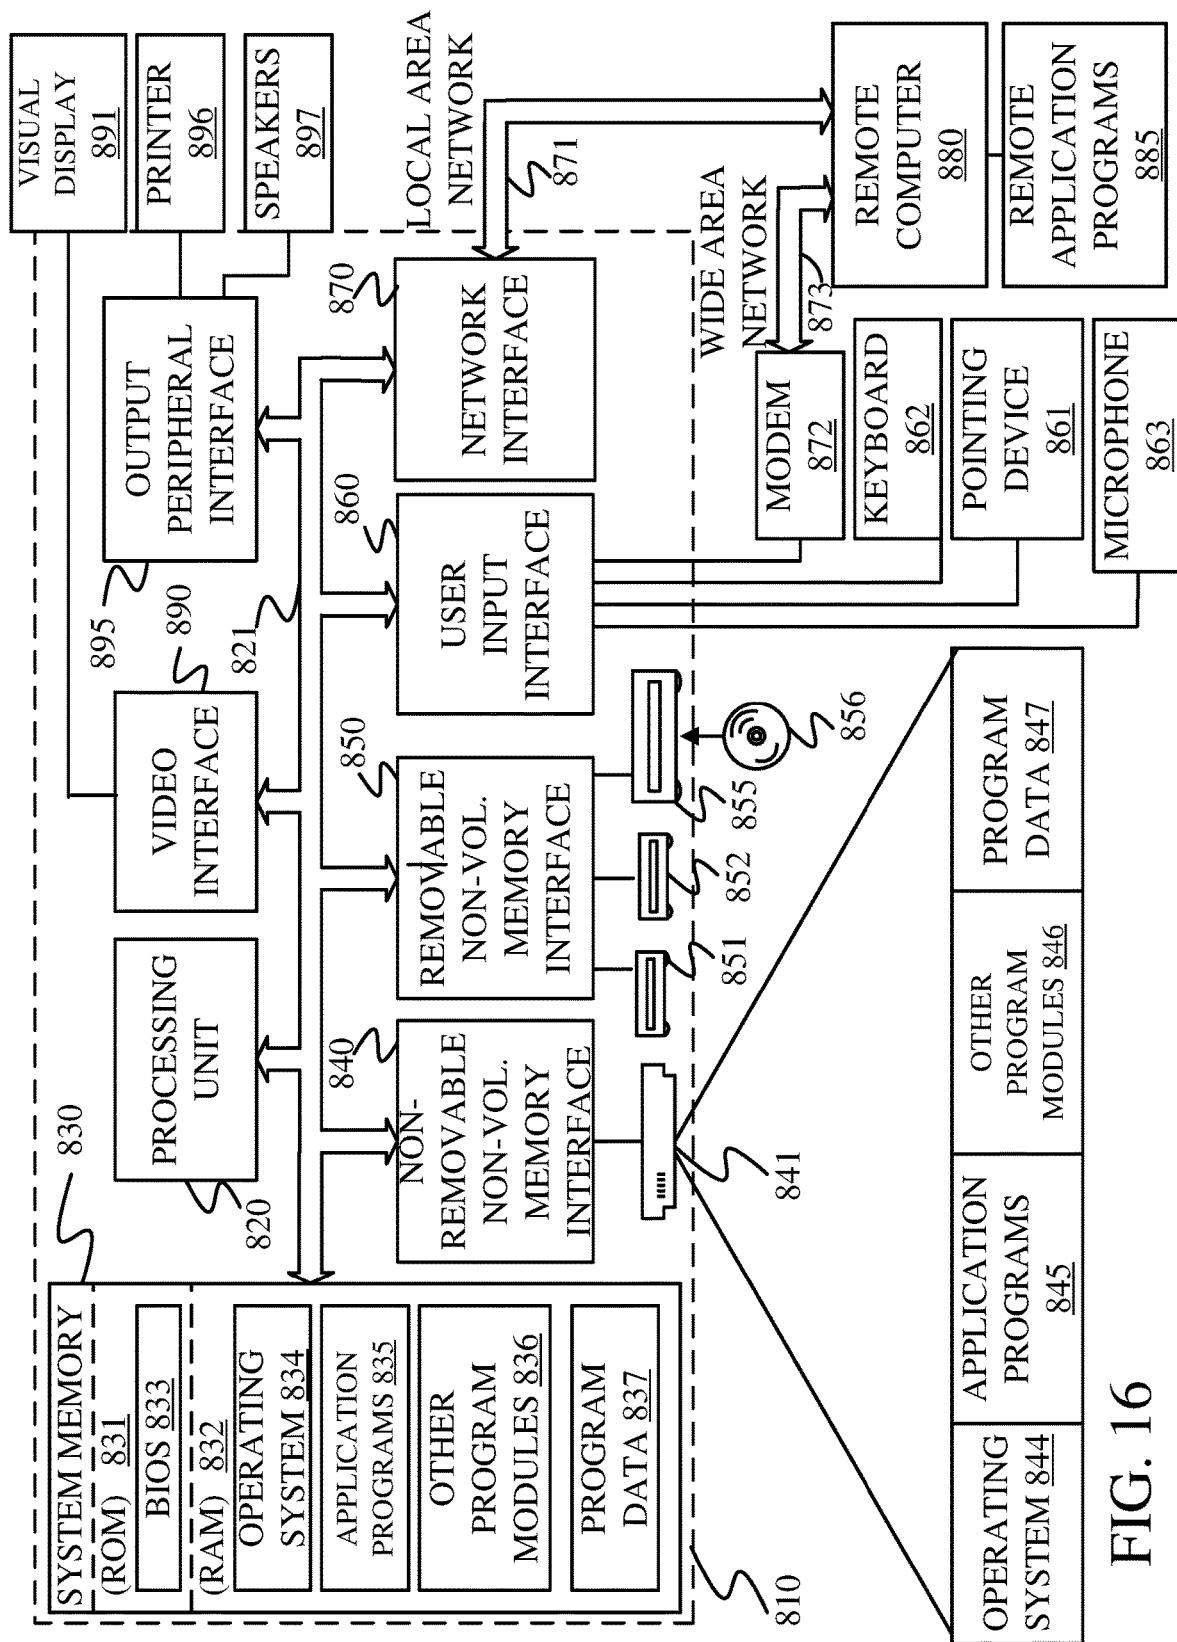 SYSTEM MEMORY
(ROM) 831
BIOS 833
(RAM) 832
OPERATING
SYSTEM 834
APPLICATION
PROGRAMS 835
OTHER
PROGRAM
MODULES 836
PROGRAM
DATA 837
830
810
PROCESSING
UNIT
820
VIDEO
INTERFACE
890
821
OUTPUT
PERIPHERAL
INTERFACE
895
VISUAL
DISPLAY
891
PRINTER
896
SPEAKERS
897
NON-
REMOVABLE
NON-VOL.
MEMORY
INTERFACE
840
REMOVABLE
NON-VOL.
MEMORY
INTERFACE
850
USER
INPUT
INTERFACE
860
NETWORK
INTERFACE
870
LOCAL AREA
NETWORK
871
841
851
852
855
856
WIDE AREA
NETWORK
873
MODEM
872
KEYBOARD
862
POINTING
DEVICE
861
MICROPHONE
863
REMOTE
COMPUTER
880
REMOTE
APPLICATION
PROGRAMS
885
OPERATING
SYSTEM 844
APPLICATION
PROGRAMS
845
OTHER
PROGRAM
MODULES 846
PROGRAM
DATA 847
FIG. 16